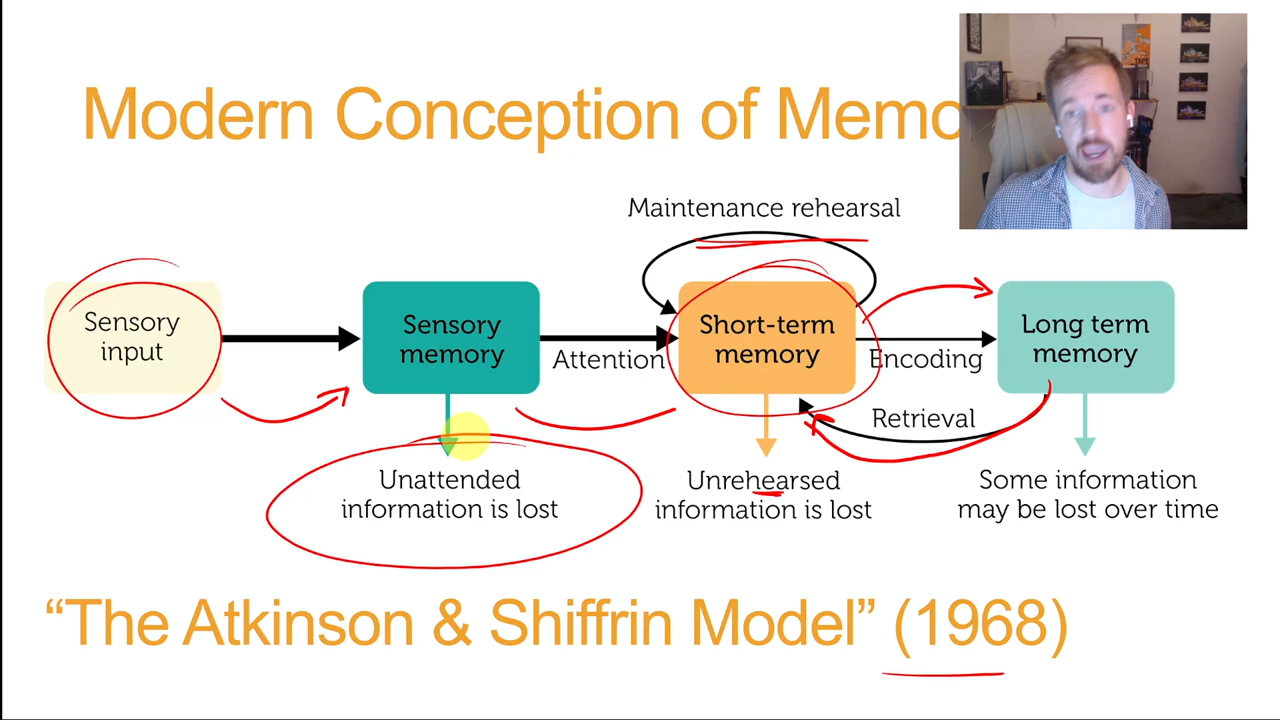 Modern Conception of Memo
Maintenance rehearsal
Sensory
input
Sensory
memory
Attention
Short-term
memory
Encoding
Long term
memory
Retrieval
Unattended
information is lost
Unrehearsed
information is lost
Some information
may be lost over time
“The Atkinson & Shiffrin Model” (1968)